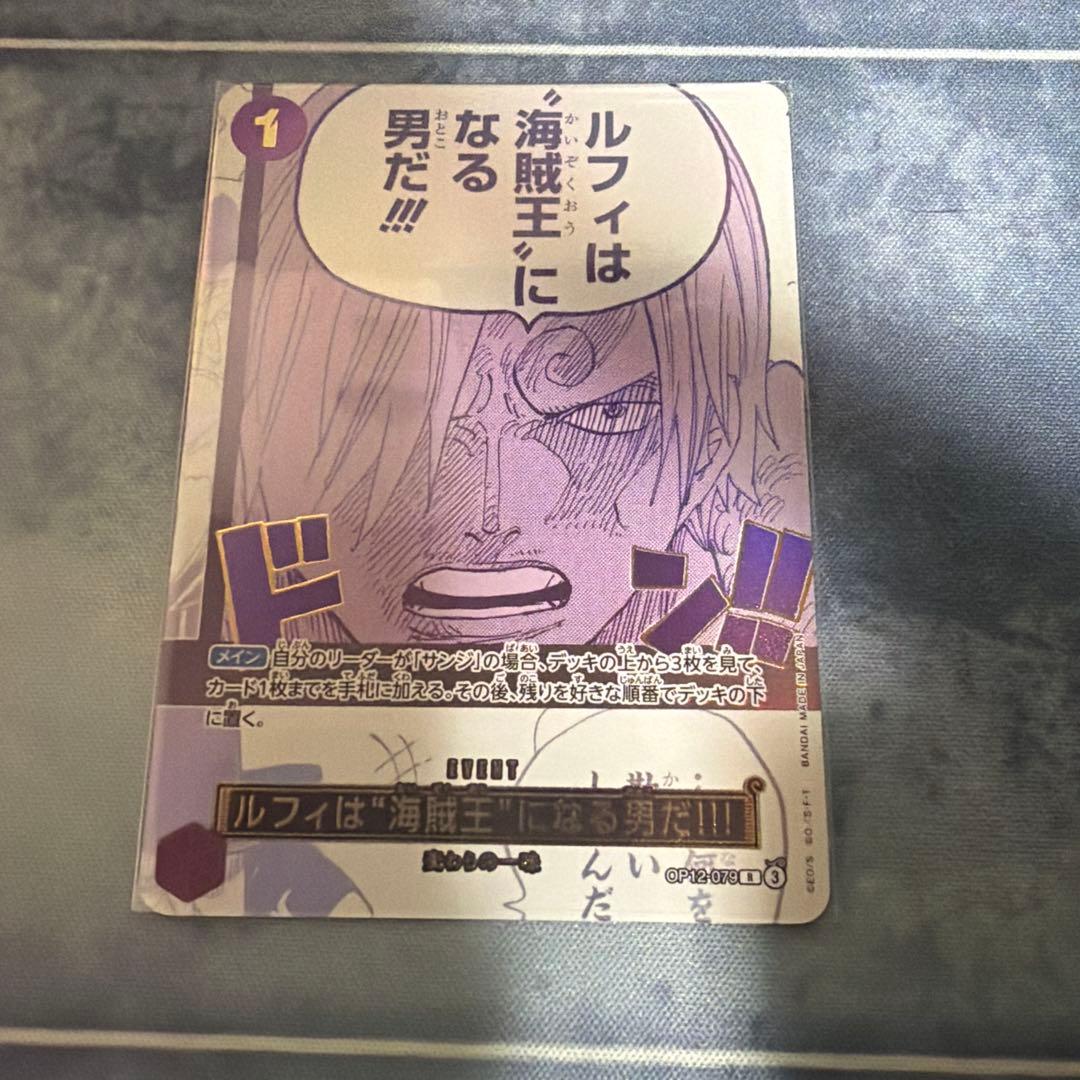 1
ルフィは
“海賊王”に
なる
男だ!!!
ドン
メイン 自分のリーダーが「サンジ」の場合、デッキの上から3枚を見て、
カード1枚までを手札に加える。その後、残りを好きな順番でデッキの下
に置く。
EVENT
ルフィは“海賊王”になる男だ!!!
麦わらの一味
OP12-079 R 3
©E.O/S ©O.・S・F・T BANDAI MADE IN JAPAN
何を
い
んだ